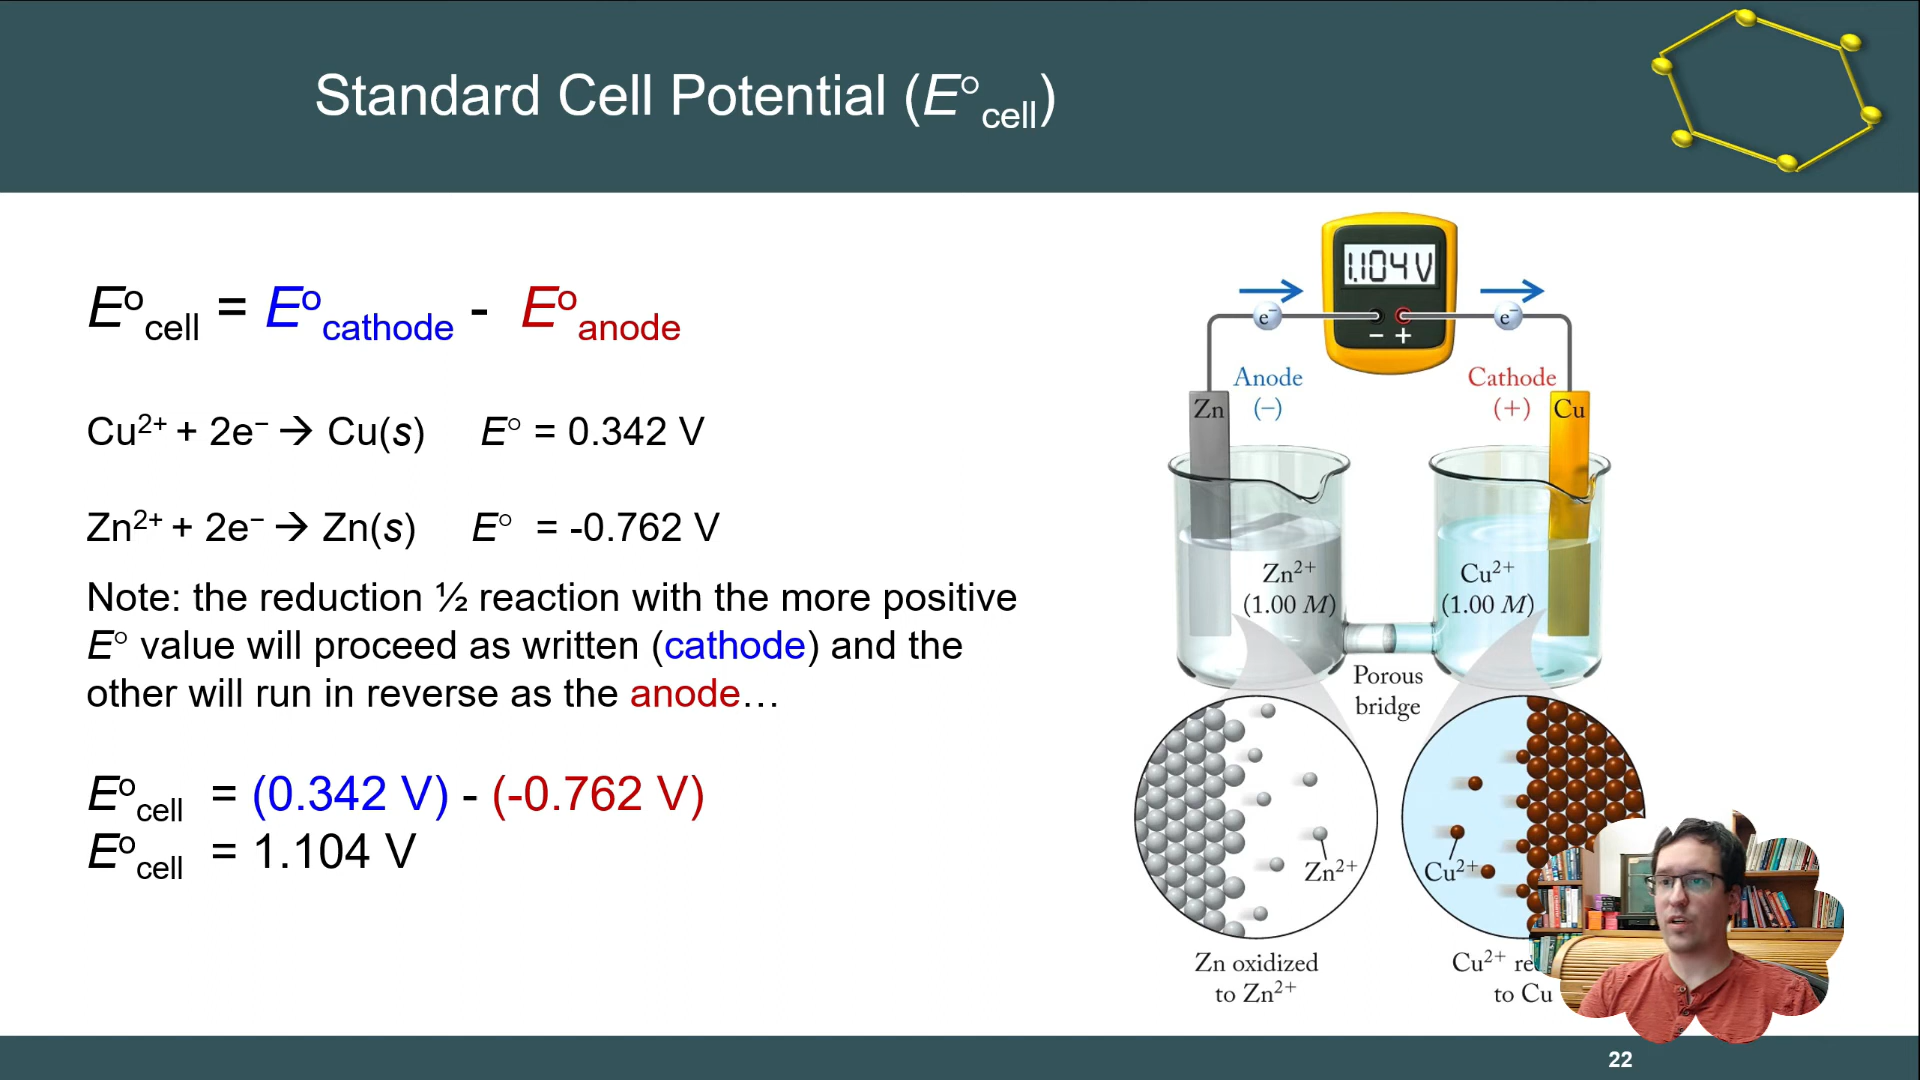 Standard Cell Potential (E°cell)
E°cell = E°cathode - E°anode
Cu²⁺ + 2e⁻ → Cu(s) E° = 0.342 V
Zn²⁺ + 2e⁻ → Zn(s) E° = -0.762 V
Note: the reduction ½ reaction with the more positive
E° value will proceed as written (cathode) and the
other will run in reverse as the anode…
E°cell = (0.342 V) - (-0.762 V)
E°cell = 1.104 V
1.104 V
e⁻
e⁻
− +
Anode
(−)
Cathode
(+)
Zn
Cu
Zn²⁺
(1.00 M)
Cu²⁺
(1.00 M)
Porous
bridge
Zn²⁺
Cu²⁺
Zn oxidized
to Zn²⁺
Cu²⁺
to Cu
22